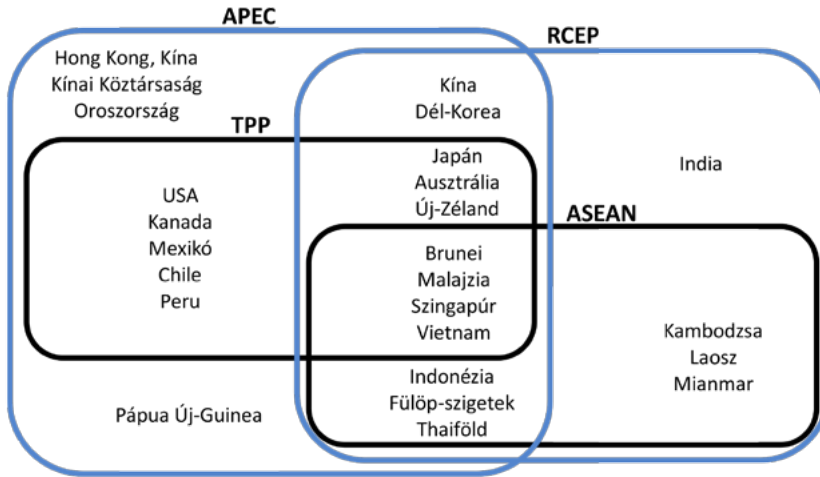 APEC
RCEP
Hong Kong, Kína
Kínai Köztársaság
Oroszország
Kína
Dél-Korea
TPP
Japán
Ausztrália
Új-Zéland
India
USA
Kanada
Mexikó
Chile
Peru
ASEAN
Brunei
Malajzia
Szingapúr
Vietnam
Kambodzsa
Laosz
Mianmar
Indonézia
Fülöp-szigetek
Thaiföld
Pápua Új-Guinea